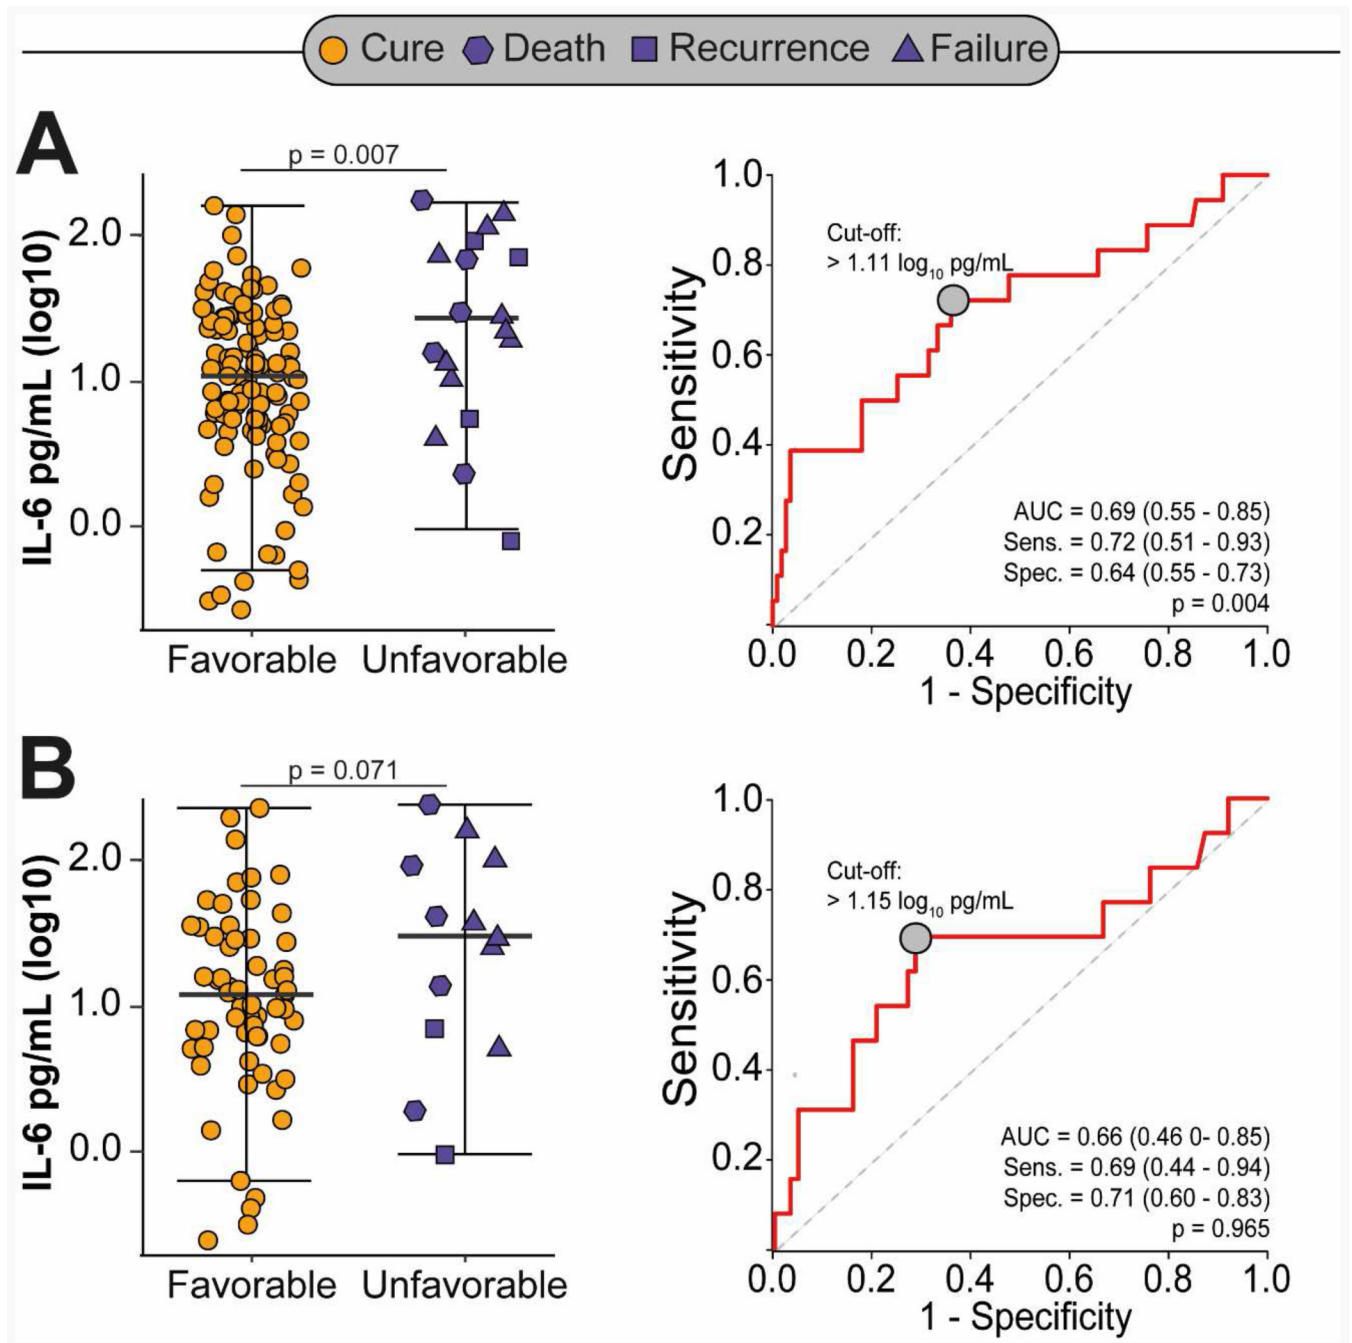 Cure Death Recurrence Failure
A
p = 0.007
IL-6 pg/mL (log10)
2.0
1.0
0.0
Favorable Unfavorable
Sensitivity
1.0
0.8
0.6
0.4
0.2
Cut-off:
> 1.11 log10 pg/mL
AUC = 0.69 (0.55 - 0.85)
Sens. = 0.72 (0.51 - 0.93)
Spec. = 0.64 (0.55 - 0.73)
p = 0.004
0.0 0.2 0.4 0.6 0.8 1.0
1 - Specificity
B
p = 0.071
IL-6 pg/mL (log10)
2.0
1.0
0.0
Favorable Unfavorable
Sensitivity
1.0
0.8
0.6
0.4
0.2
Cut-off:
> 1.15 log10 pg/mL
AUC = 0.66 (0.46 0- 0.85)
Sens. = 0.69 (0.44 - 0.94)
Spec. = 0.71 (0.60 - 0.83)
p = 0.965
0.0 0.2 0.4 0.6 0.8 1.0
1 - Specificity